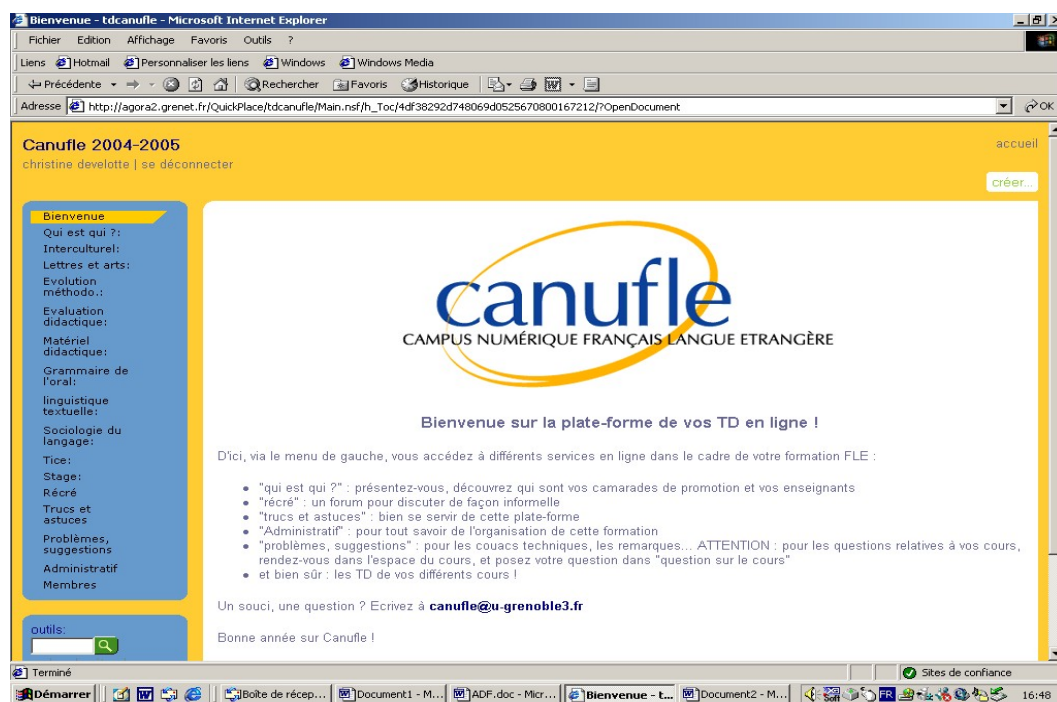 Bienvenue - tdcanufle - Microsoft Internet Explorer
Fichier Edition Affichage Favoris Outils ?
Liens Hotmail Personnaliser les liens Windows Windows Media
Précédente Rechercher Favoris Historique
Adresse http://agora2.grenet.fr/QuickPlace/tdcanufle/Main.nsf/h_Toc/4df38292d748069d0525670800167212/?OpenDocument OK
Canufle 2004-2005
accueil
christine develotte | se déconnecter
créer...
Bienvenue
Qui est qui ?:
Interculturel:
Lettres et arts:
Evolution
méthodo.:
Evaluation
didactique:
Matériel
didactique:
Grammaire de
l'oral:
linguistique
textuelle:
Sociologie du
langage:
Tice:
Stage:
Récré
Trucs et
astuces
Problèmes,
suggestions
Administratif
Membres
outils:
canufle
CAMPUS NUMÉRIQUE FRANÇAIS LANGUE ETRANGÈRE
Bienvenue sur la plate-forme de vos TD en ligne !
D'ici, via le menu de gauche, vous accédez à différents services en ligne dans le cadre de votre formation FLE :
• "qui est qui ?" : présentez-vous, découvrez qui sont vos camarades de promotion et vos enseignants
• "récré" : un forum pour discuter de façon informelle
• "trucs et astuces" : bien se servir de cette plate-forme
• "Administratif" : pour tout savoir de l'organisation de cette formation
• "problèmes, suggestions" : pour les couacs techniques, les remarques... ATTENTION : pour les questions relatives à vos cours,
rendez-vous dans l'espace du cours, et posez votre question dans "question sur le cours"
• et bien sûr : les TD de vos différents cours !
Un souci, une question ? Ecrivez à canufle@u-grenoble3.fr
Bonne année sur Canufle !
Terminé
Sites de confiance
Démarrer Boîte de récep... Document1 - M... ADF.doc - Micr... Bienvenue - t... Document2 - M... FR 16:48